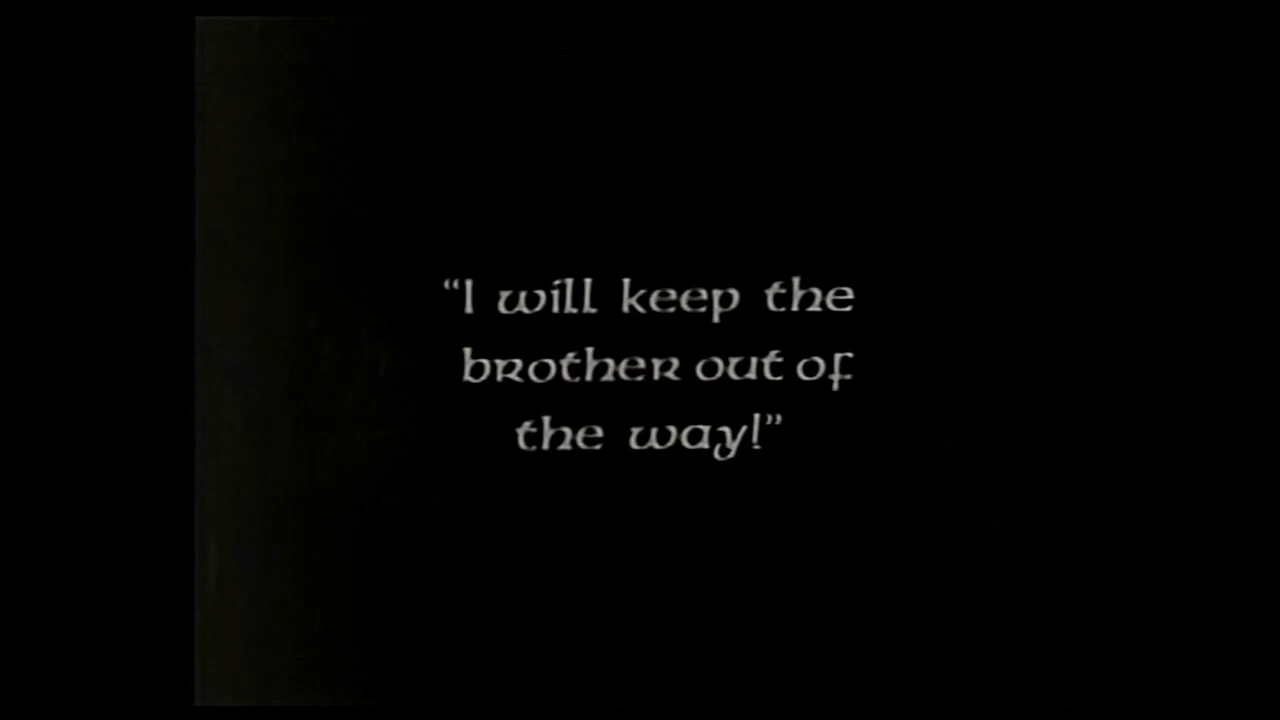 “I will keep the
brother out of
the way!”